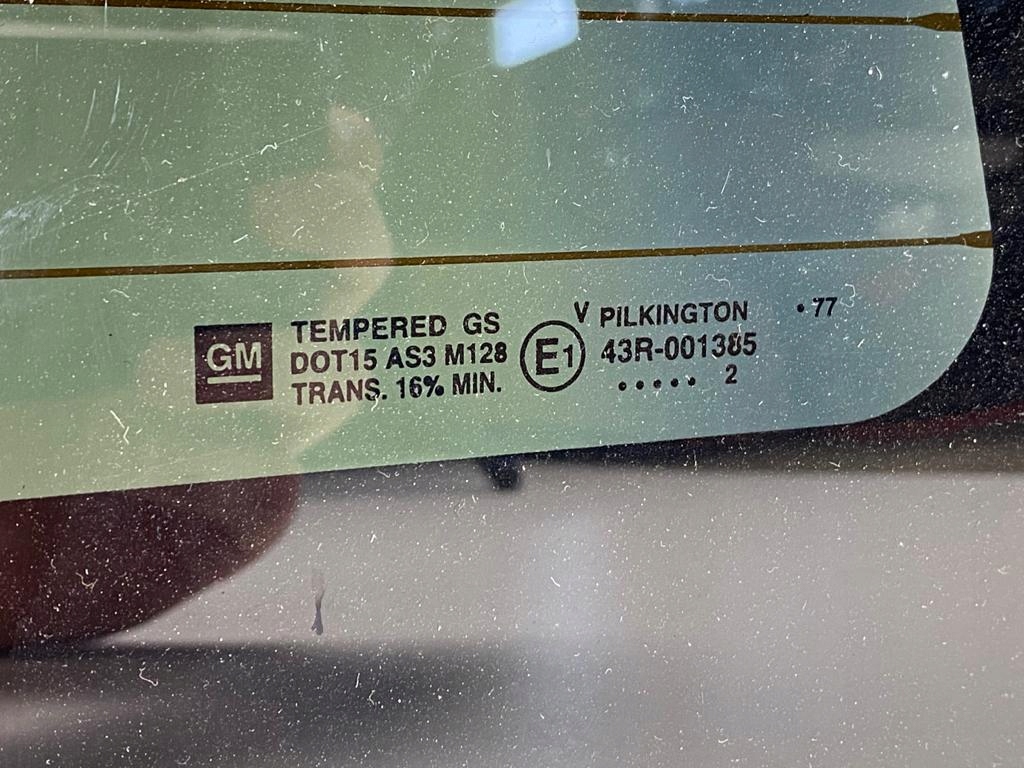 GM
TEMPERED GS
DOT15 AS3 M128
TRANS. 16% MIN.
E1
V PILKINGTON • 77
43R-001385
••••• 2